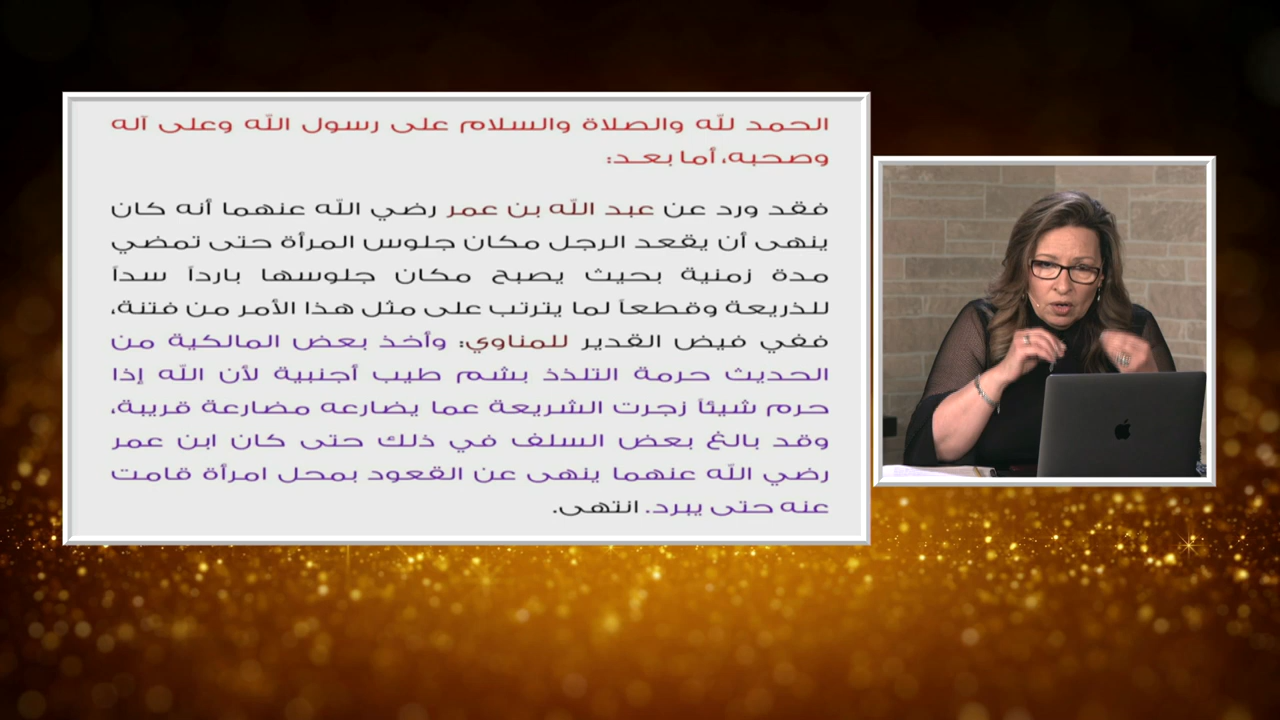 الحمد لله والصلاة والسلام على رسول الله وعلى آله
وصحبه، أما بعـد:
فقد ورد عن عبد الله بن عمر رضي الله عنهما أنه كان
ينهى أن يقعد الرجل مكان جلوس المرأة حتى تمضي
مدة زمنية بحيث يصبح مكان جلوسها بارداً سداً
للذريعة وقطعاً لما يترتب على مثل هذا الأمر من فتنة،
ففي فيض القدير للمناوي: وأخذ بعض المالكية من
الحديث حرمة التلذذ بشم طيب أجنبية لأن الله إذا
حرم شيئاً زجرت الشريعة عما يضارعه مضارعة قريبة،
وقد بالغ بعض السلف في ذلك حتى كان ابن عمر
رضي الله عنهما ينهى عن القعود بمحل امرأة قامت
عنه حتى يبرد. انتهى.